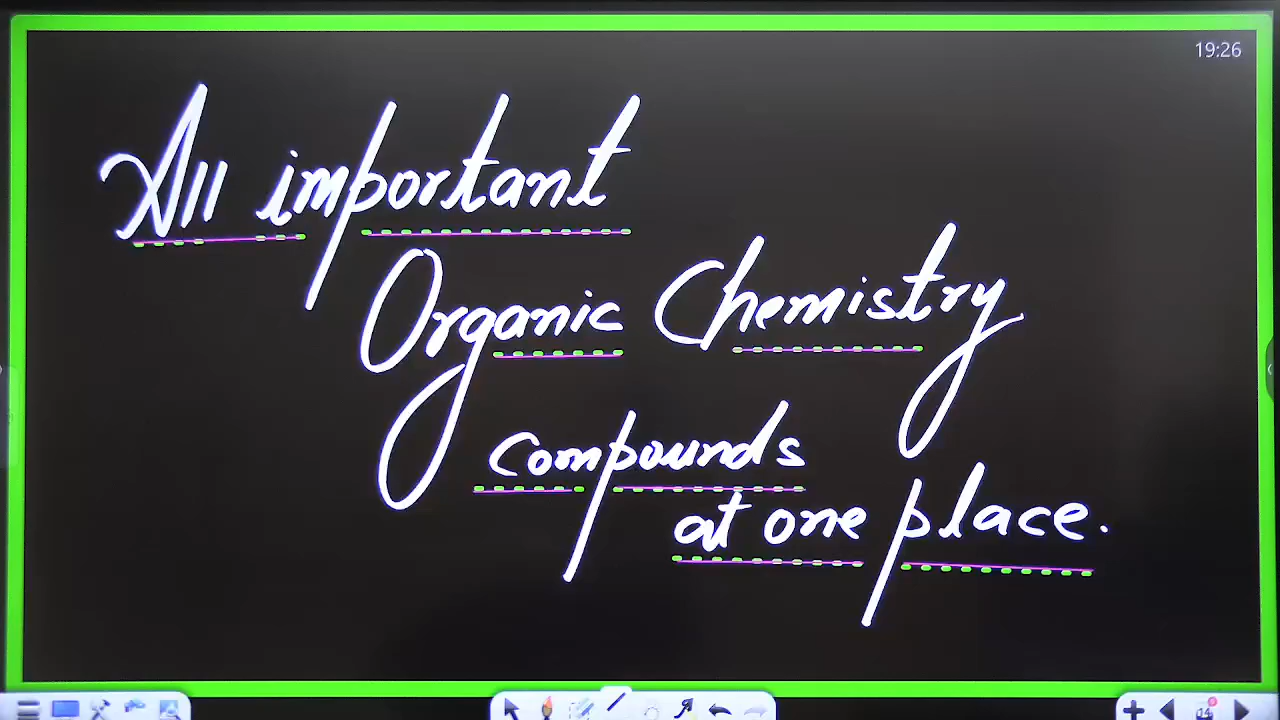 19:26
All important
Organic Chemistry
compounds
at one place.